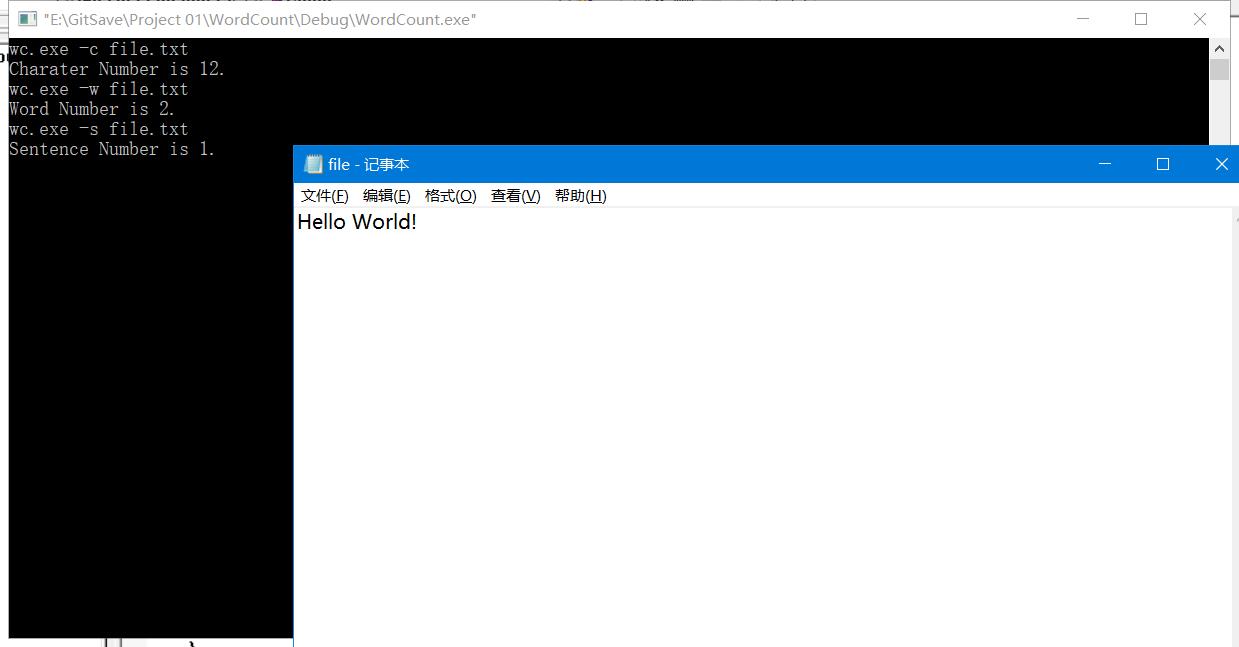 "E:\GitSave\Project 01\WordCount\Debug\WordCount.exe"
wc.exe -c file.txt
Charater Number is 12.
wc.exe -w file.txt
Word Number is 2.
wc.exe -s file.txt
Sentence Number is 1.
file - 记事本
文件(F) 编辑(E) 格式(O) 查看(V) 帮助(H)
Hello World!